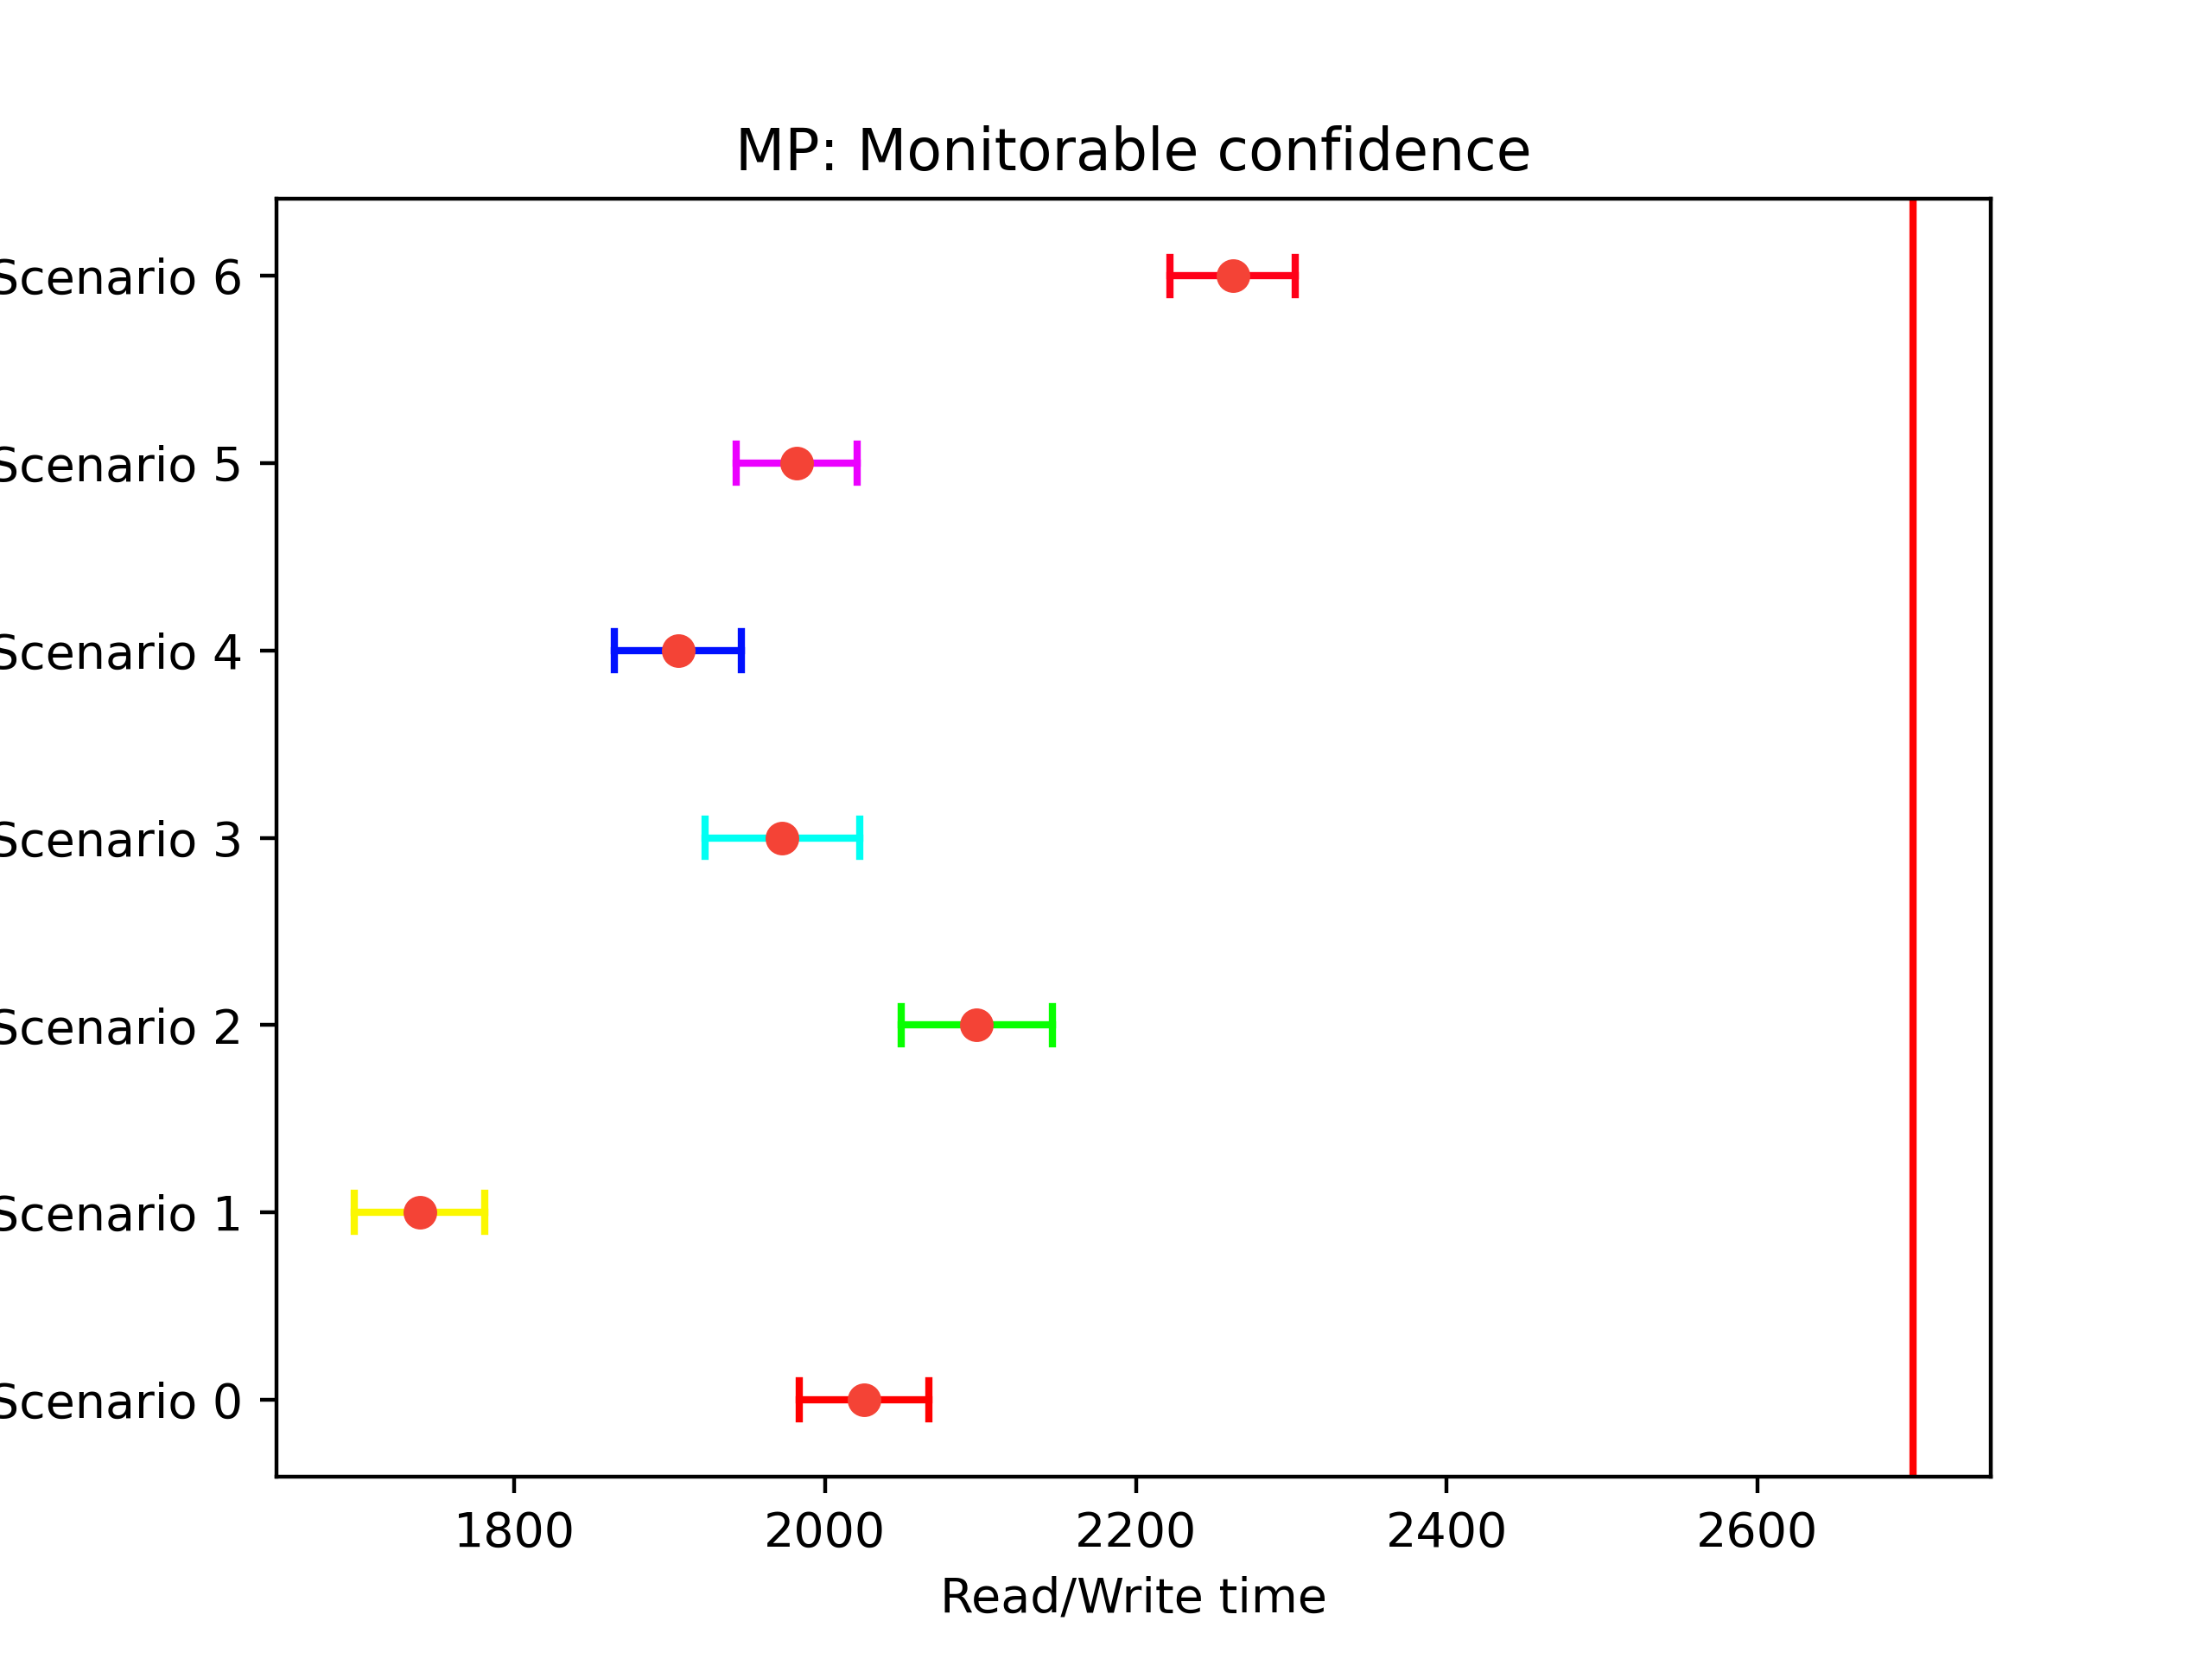 MP: Monitorable confidence
Scenario 6
Scenario 5
Scenario 4
Scenario 3
Scenario 2
Scenario 1
Scenario 0
1800 2000 2200 2400 2600
Read/Write time